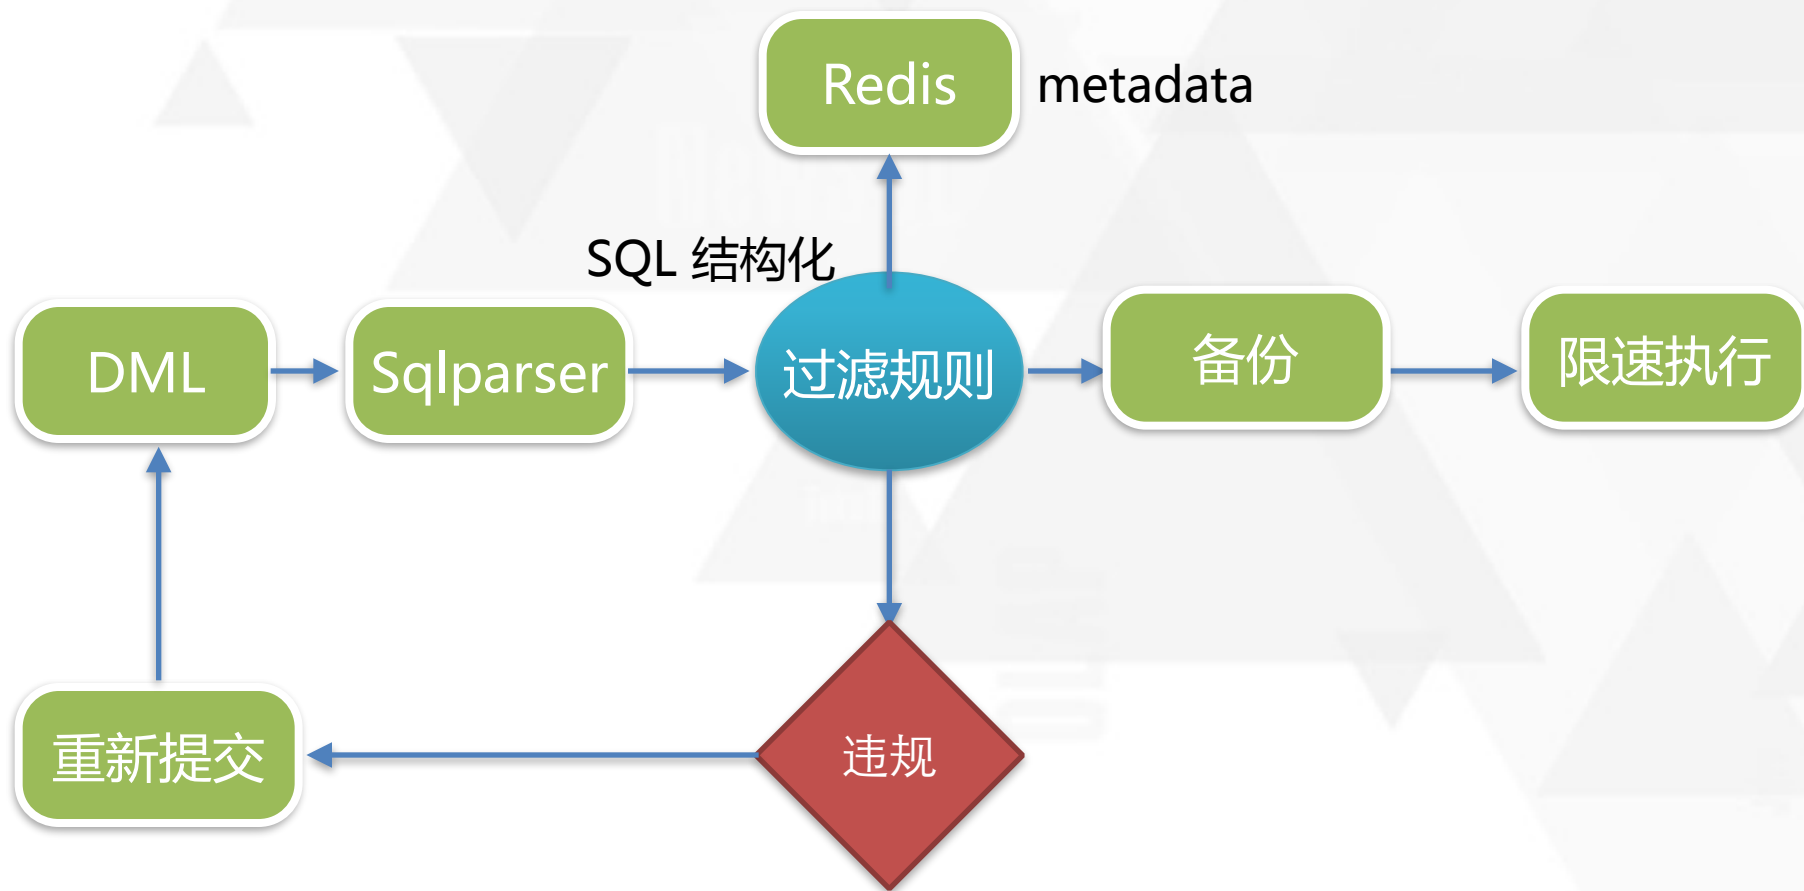 Redis
metadata
SQL 结构化
DML
Sqlparser
过滤规则
备份
限速执行
重新提交
违规